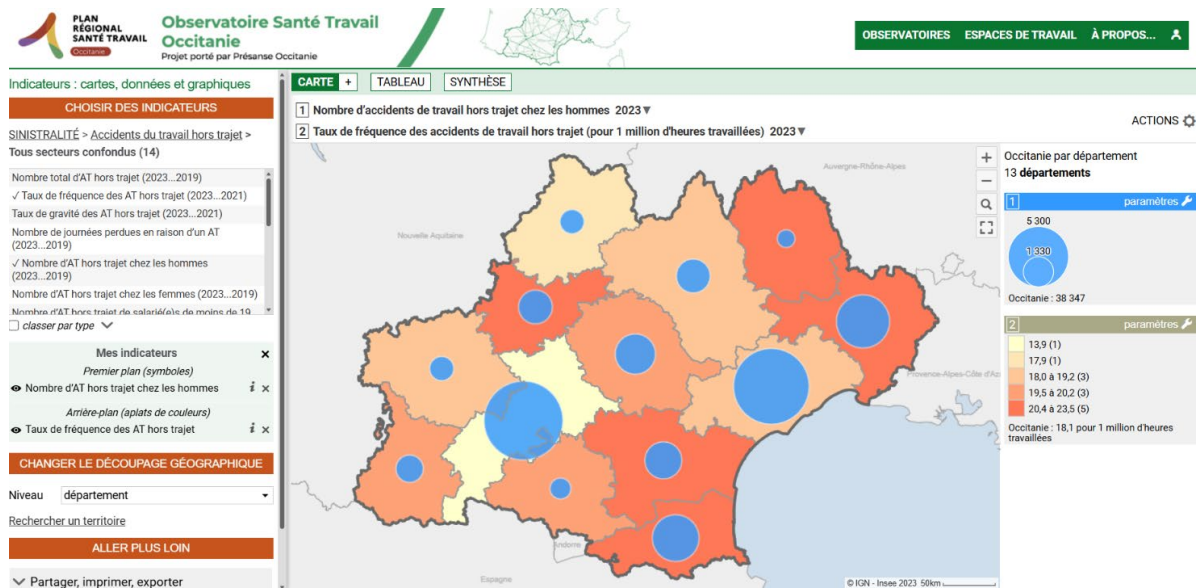 PLAN
RÉGIONAL
SANTÉ TRAVAIL
Occitanie
Observatoire Santé Travail
Occitanie
Projet porté par Présanse Occitanie
OBSERVATOIRES ESPACES DE TRAVAIL À PROPOS...
Indicateurs : cartes, données et graphiques
CHOISIR DES INDICATEURS
SINISTRALITÉ > Accidents du travail hors trajet >
Tous secteurs confondus (14)
Nombre total d'AT hors trajet (2023...2019)
✓ Taux de fréquence des AT hors trajet (2023...2021)
Taux de gravité des AT hors trajet (2023...2021)
Nombre de journées perdues en raison d'un AT
(2023...2019)
✓ Nombre d'AT hors trajet chez les hommes
(2023...2019)
Nombre d'AT hors trajet chez les femmes (2023...2019)
Nombre d'AT hors trajet de salarié(e)s de moins de 19
classer par type
Mes indicateurs ×
Premier plan (symboles)
Nombre d'AT hors trajet chez les hommes i ×
Arrière-plan (aplats de couleurs)
Taux de fréquence des AT hors trajet i ×
CHANGER LE DÉCOUPAGE GÉOGRAPHIQUE
Niveau département
Rechercher un territoire
ALLER PLUS LOIN
Partager, imprimer, exporter
CARTE + TABLEAU SYNTHÈSE
1 Nombre d'accidents de travail hors trajet chez les hommes 2023▼
2 Taux de fréquence des accidents de travail hors trajet (pour 1 million d'heures travaillées) 2023▼
ACTIONS
Auvergne-Rhône-Alpes
Nouvelle Aquitaine
Provence-Alpes-Côte d'Az
Andorre
Espagne
© IGN - Insee 2023 50km
+
−
Occitanie par département
13 départements
1 paramètres
5 300
1 330
Occitanie : 38 347
2 paramètres
13,9 (1)
17,9 (1)
18,0 à 19,2 (3)
19,5 à 20,2 (3)
20,4 à 23,5 (5)
Occitanie : 18,1 pour 1 million d'heures
travaillées